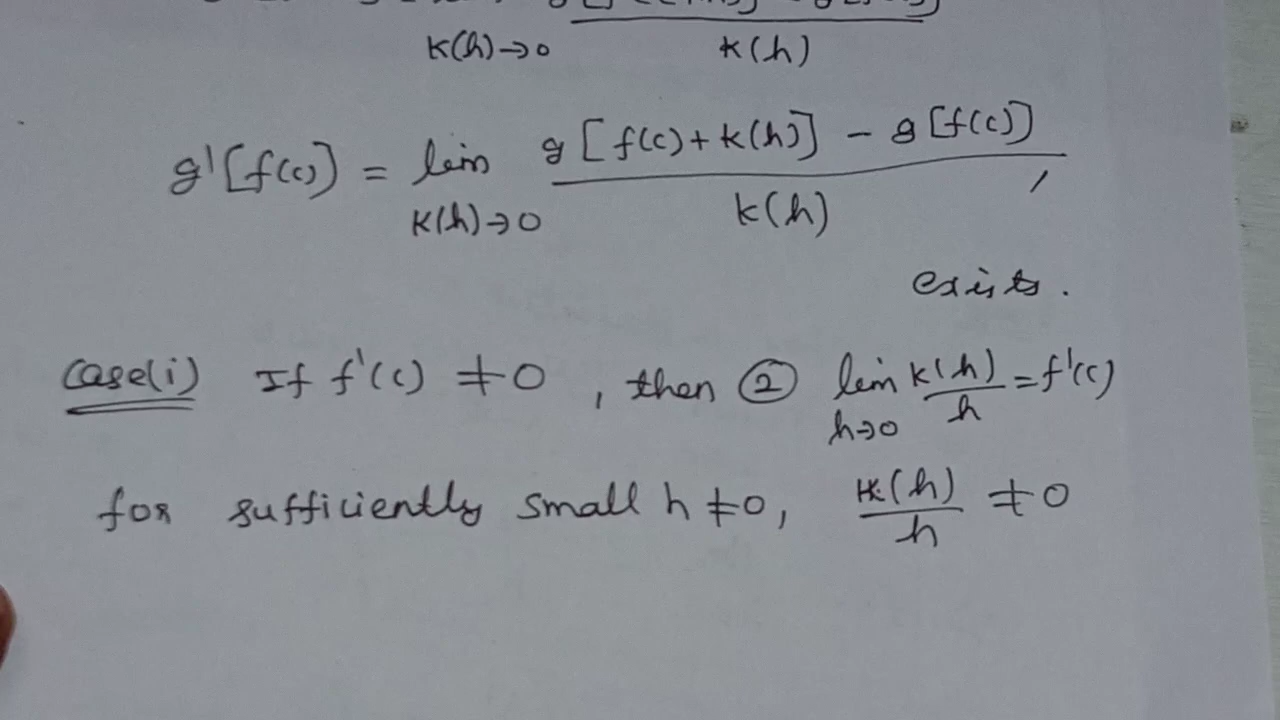 K(h)→0 K(h)
g'[f(c)] = lim K(h)→0 g[f(c)+K(h)] - g[f(c)] / K(h) ,
exists.
Case(i) If f'(c) ≠ 0, then ② lim h→0 K(h)/h = f'(c)
for sufficiently small h ≠ 0, K(h)/h ≠ 0